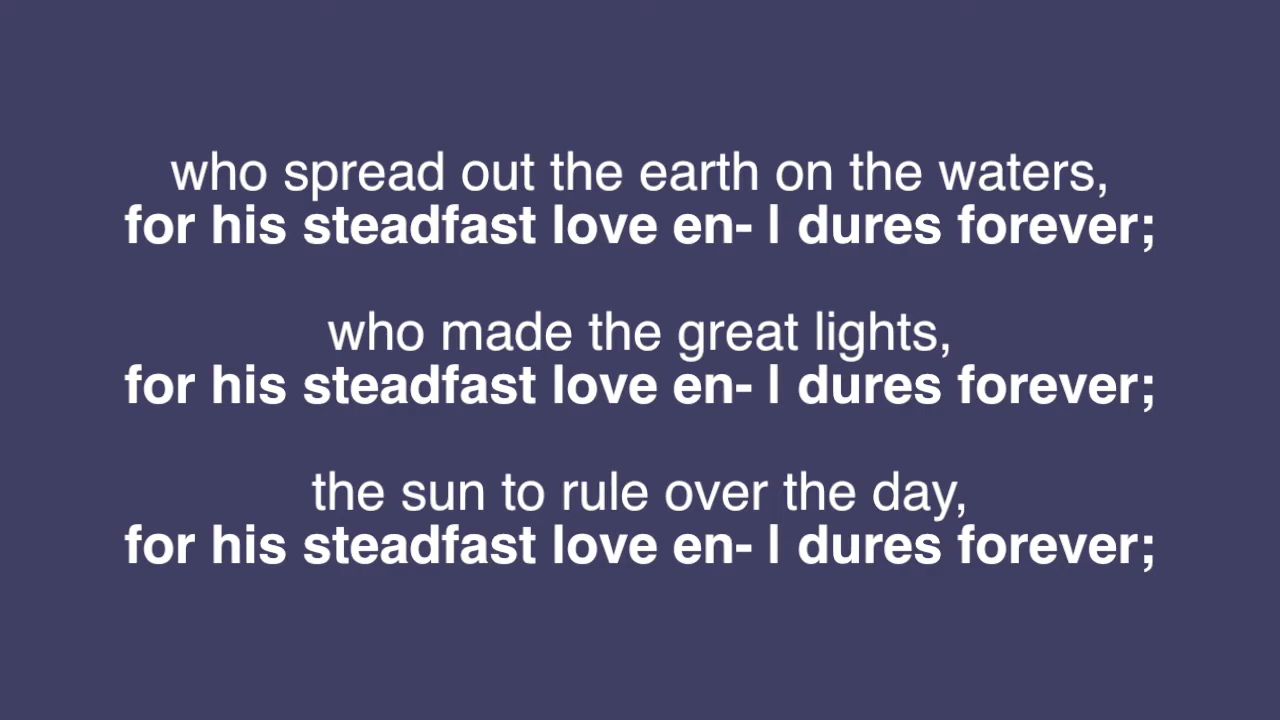 who spread out the earth on the waters,
for his steadfast love en- | dures forever;
who made the great lights,
for his steadfast love en- | dures forever;
the sun to rule over the day,
for his steadfast love en- | dures forever;